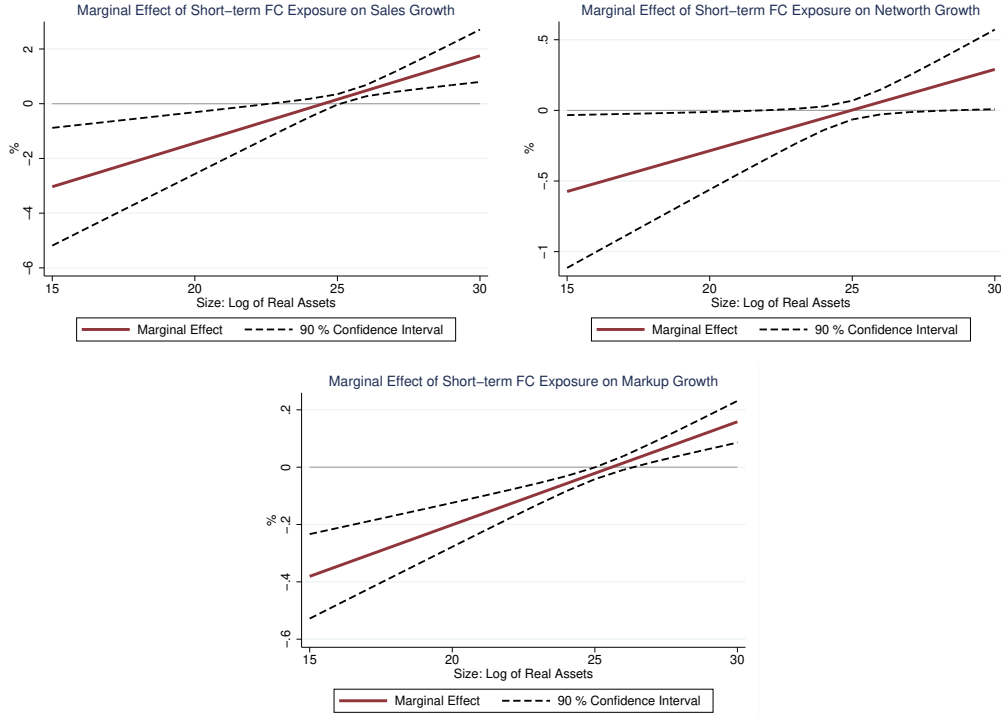 Marginal Effect of Short−term FC Exposure on Sales Growth
2
0
−2
−4
−6
%
15 20 25 30
Size: Log of Real Assets
Marginal Effect 90 % Confidence Interval
Marginal Effect of Short−term FC Exposure on Networth Growth
.5
0
−.5
−1
%
15 20 25 30
Size: Log of Real Assets
Marginal Effect 90 % Confidence Interval
Marginal Effect of Short−term FC Exposure on Markup Growth
.2
0
−.2
−.4
−.6
%
15 20 25 30
Size: Log of Real Assets
Marginal Effect 90 % Confidence Interval